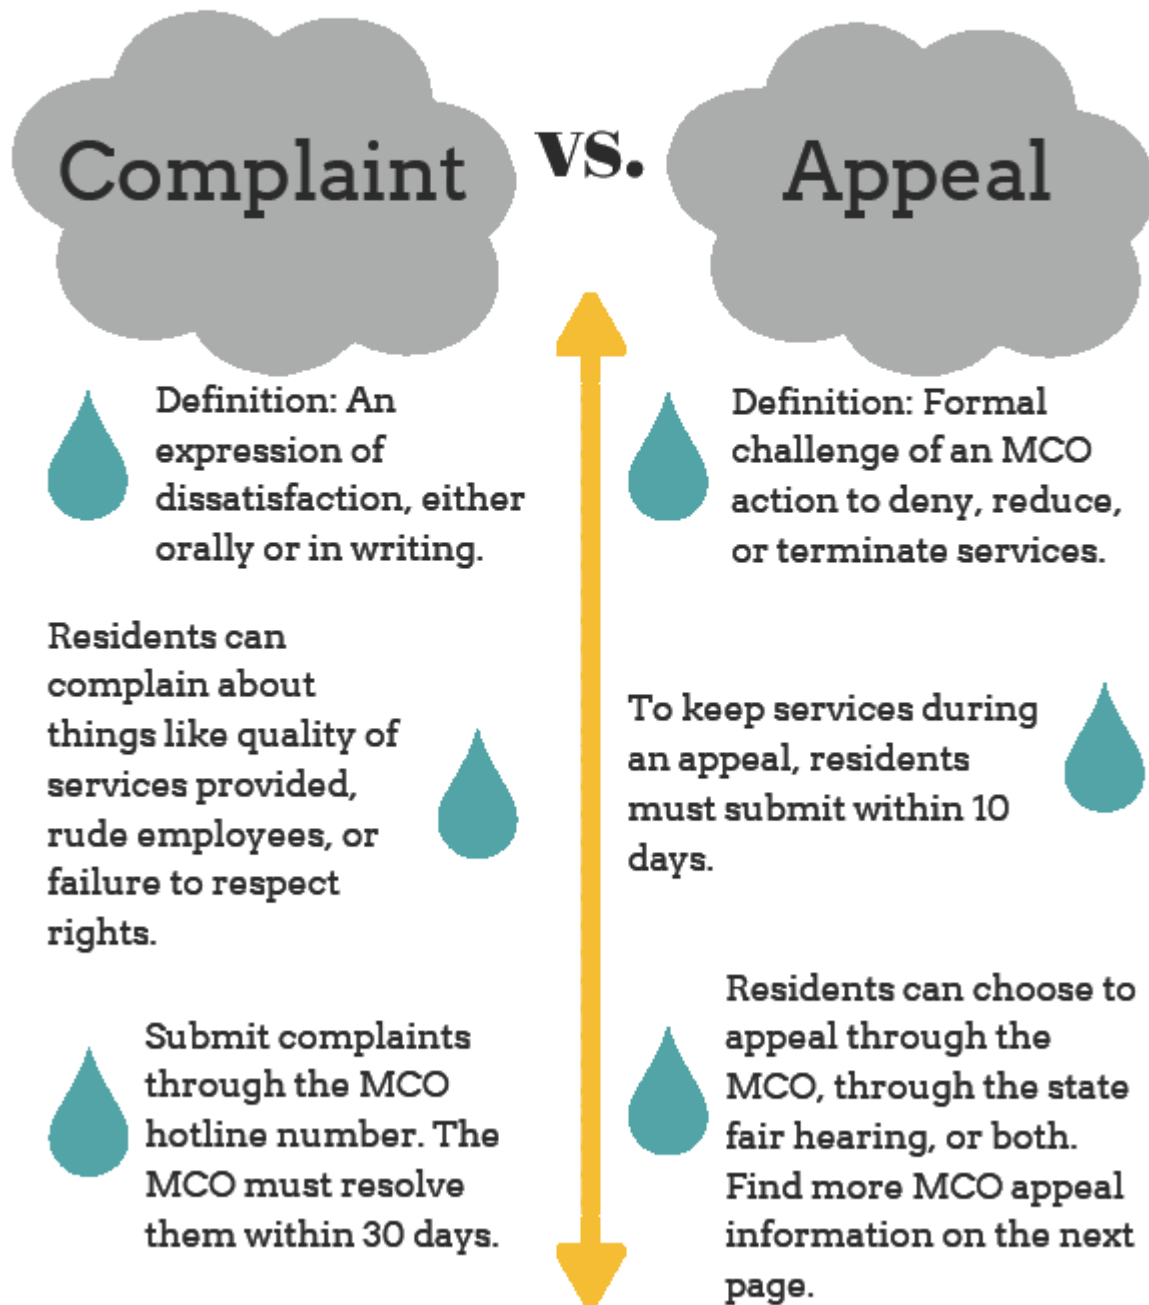 Complaint
vs.
Appeal
Definition: An
expression of
dissatisfaction, either
orally or in writing.
Residents can
complain about
things like quality of
services provided,
rude employees, or
failure to respect
rights.
Submit complaints
through the MCO
hotline number. The
MCO must resolve
them within 30 days.
Definition: Formal
challenge of an MCO
action to deny, reduce,
or terminate services.
To keep services during
an appeal, residents
must submit within 10
days.
Residents can choose to
appeal through the
MCO, through the state
fair hearing, or both.
Find more MCO appeal
information on the next
page.